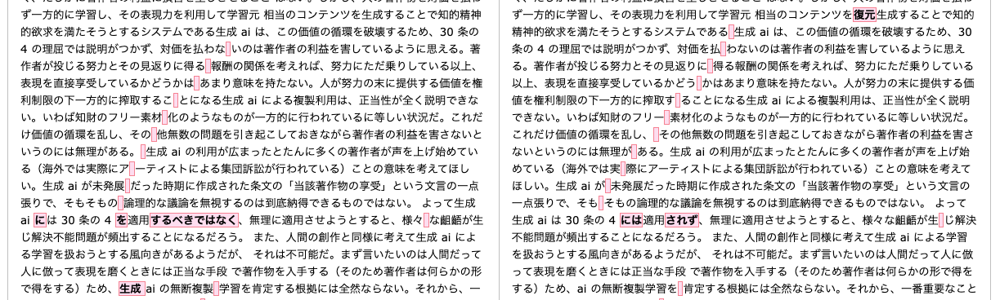 ず一方的に学習し、その表現力を利用して学習元 相当のコンテンツを生成することで知的精神
的欲求を満たそうとするシステムである生成 ai は、この価値の循環を破壊するため、30 条の
4 の理屈では説明がつかず、対価を払わないのは著作者の利益を害しているように思える。著
作者が投じる努力とその見返りに得る報酬の関係を考えれば、努力にただ乗りしている以上、
表現を直接享受しているかどうかはあまり意味を持たない。人が努力の末に提供する価値を権
利制限の下一方的に搾取することになる生成 ai による複製利用は、正当性が全く説明できな
い。いわば知財のフリー素材化のようなものが一方的に行われているに等しい状況だ。これだ
け価値循環を乱し、その他無数の問題を引き起こしておきながら著作者の利益を害さないと
いうのには無理がある。生成 ai の利用が広まったとたんに多くの著作者が声を上げ始めてい
る（海外では実際にアーティストによる集団訴訟が行われている）ことの意味を考えてほし
い。生成 ai が未発展だった時期に作成された条文の「当該著作物の享受」という文言の一点
張りで、そもそもの論理的な議論を無視するのは到底納得できるものではない。 よって生成
ai には 30 条の 4 を適用するべきではなく、無理に適用させようとすると、様々な齟齬が生
じ解決不能問題が頻出することになるだろう。 また、人間の創作と同様に考えて生成 ai によ
る学習を扱おうとする風向きがあるようだが、 それは不可能だ。まず言いたいのは人間だって
人に倣って表現を磨くときには正当な手段 で著作物を入手する（そのため著作者は何らかの形
で得をする）ため、生成 ai の無断複製学習を肯定する根拠には全然ならない。それから、一
ず一方的に学習し、その表現力を利用して学習元 相当のコンテンツを復元生成することで知的
精神的欲求を満たそうとするシステムである生成 ai は、この価値の循環を破壊するため、30
条の 4 の理屈では説明がつかず、対価を払わないのは著作者の利益を害しているように思え
る。著作者が投じる努力とその見返りに得る報酬の関係を考えれば、努力にただ乗りしている
以上、表現を直接享受しているかどうかはあまり意味を持たない。人が努力の末に提供する価
値を権利制限の下一方的に搾取することになる生成 ai による複製利用は、正当性が全く説明
できない。いわば知財のフリー素材化のようなものが一方的に行われているに等しい状況だ。
これだけ価値循環を乱し、その他無数の問題を引き起こしておきながら著作者の利益を害さ
ないというのには無理がある。生成 ai の利用が広まったとたんに多くの著作者が声を上げ始
めている（海外では実際にアーティストによる集団訴訟が行われている）ことの意味を考えて
ほしい。生成 ai が未発展だった時期に作成された条文の「当該著作物の享受」という文言の
一点張りで、そもそもの論理的な議論を無視するのは到底納得できるものではない。 よって
生成 ai は 30 条の 4 には適用されず、無理に適用させようとすると、様々な齟齬が生じ解決
不能問題が頻出することになるだろう。 また、人間の創作と同様に考えて生成 ai による学習
を扱おうとする風向きがあるようだが、 それは不可能だ。まず言いたいのは人間だって人に倣
って表現を磨くときには正当な手段 で著作物を入手する（そのため著作者は何らかの形で得を
する）ため、ai の無断複製学習を肯定する根拠には全然ならない。それから、一番重要なこと